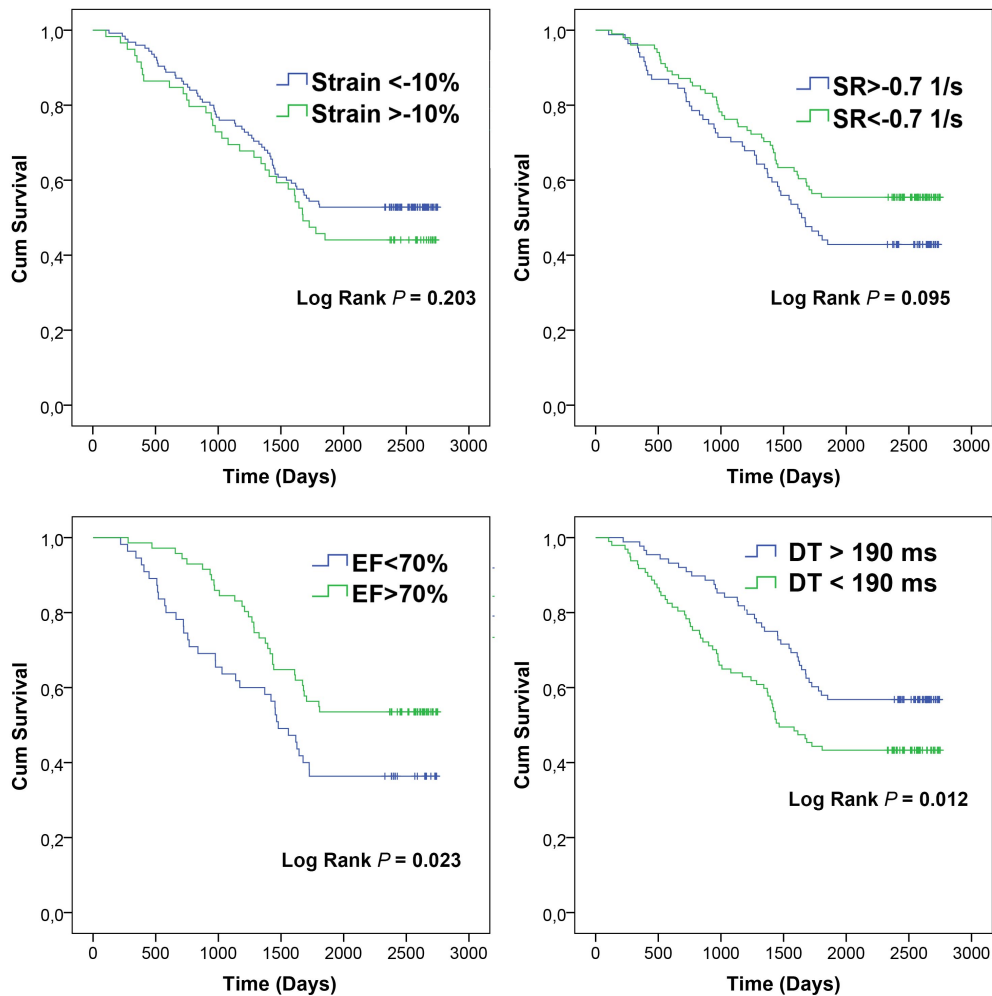 1,0
0,8
0,6
0,4
0,2
0,0
Cum Survival
Strain <-10%
Strain >-10%
Log Rank P = 0.203
0 500 1000 1500 2000 2500 3000
Time (Days)
1,0
0,8
0,6
0,4
0,2
0,0
Cum Survival
SR>-0.7 1/s
SR<-0.7 1/s
Log Rank P = 0.095
0 500 1000 1500 2000 2500 3000
Time (Days)
1,0
0,8
0,6
0,4
0,2
0,0
Cum Survival
EF<70%
EF>70%
Log Rank P = 0.023
0 500 1000 1500 2000 2500 3000
Time (Days)
1,0
0,8
0,6
0,4
0,2
0,0
Cum Survival
DT > 190 ms
DT < 190 ms
Log Rank P = 0.012
0 500 1000 1500 2000 2500 3000
Time (Days)